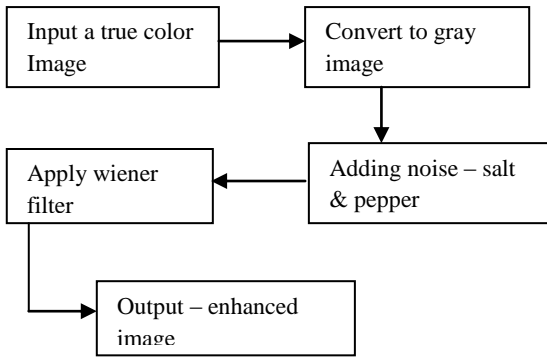 Input a true color
Image
Convert to gray
image
Adding noise – salt
& pepper
Apply wiener
filter
Output – enhanced
image